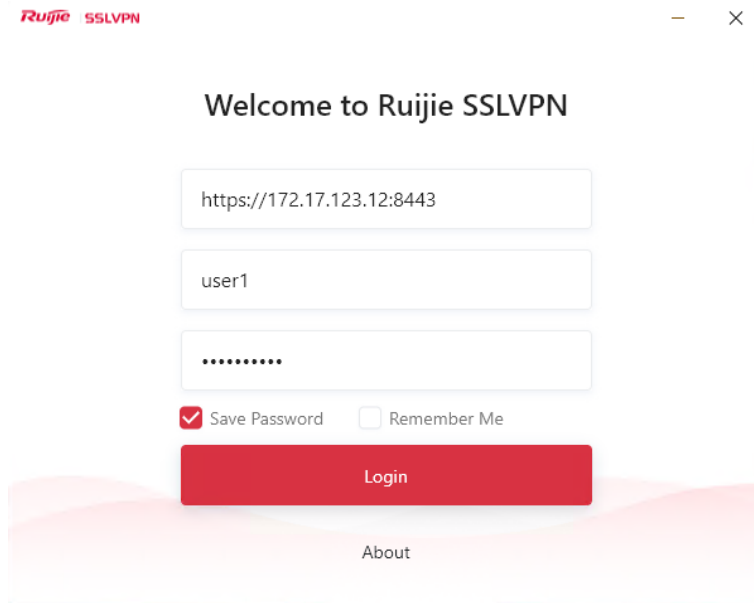 Ruijie SSLVPN
Welcome to Ruijie SSLVPN
https://172.17.123.12:8443
user1
••••••••••
Save Password Remember Me
Login
About